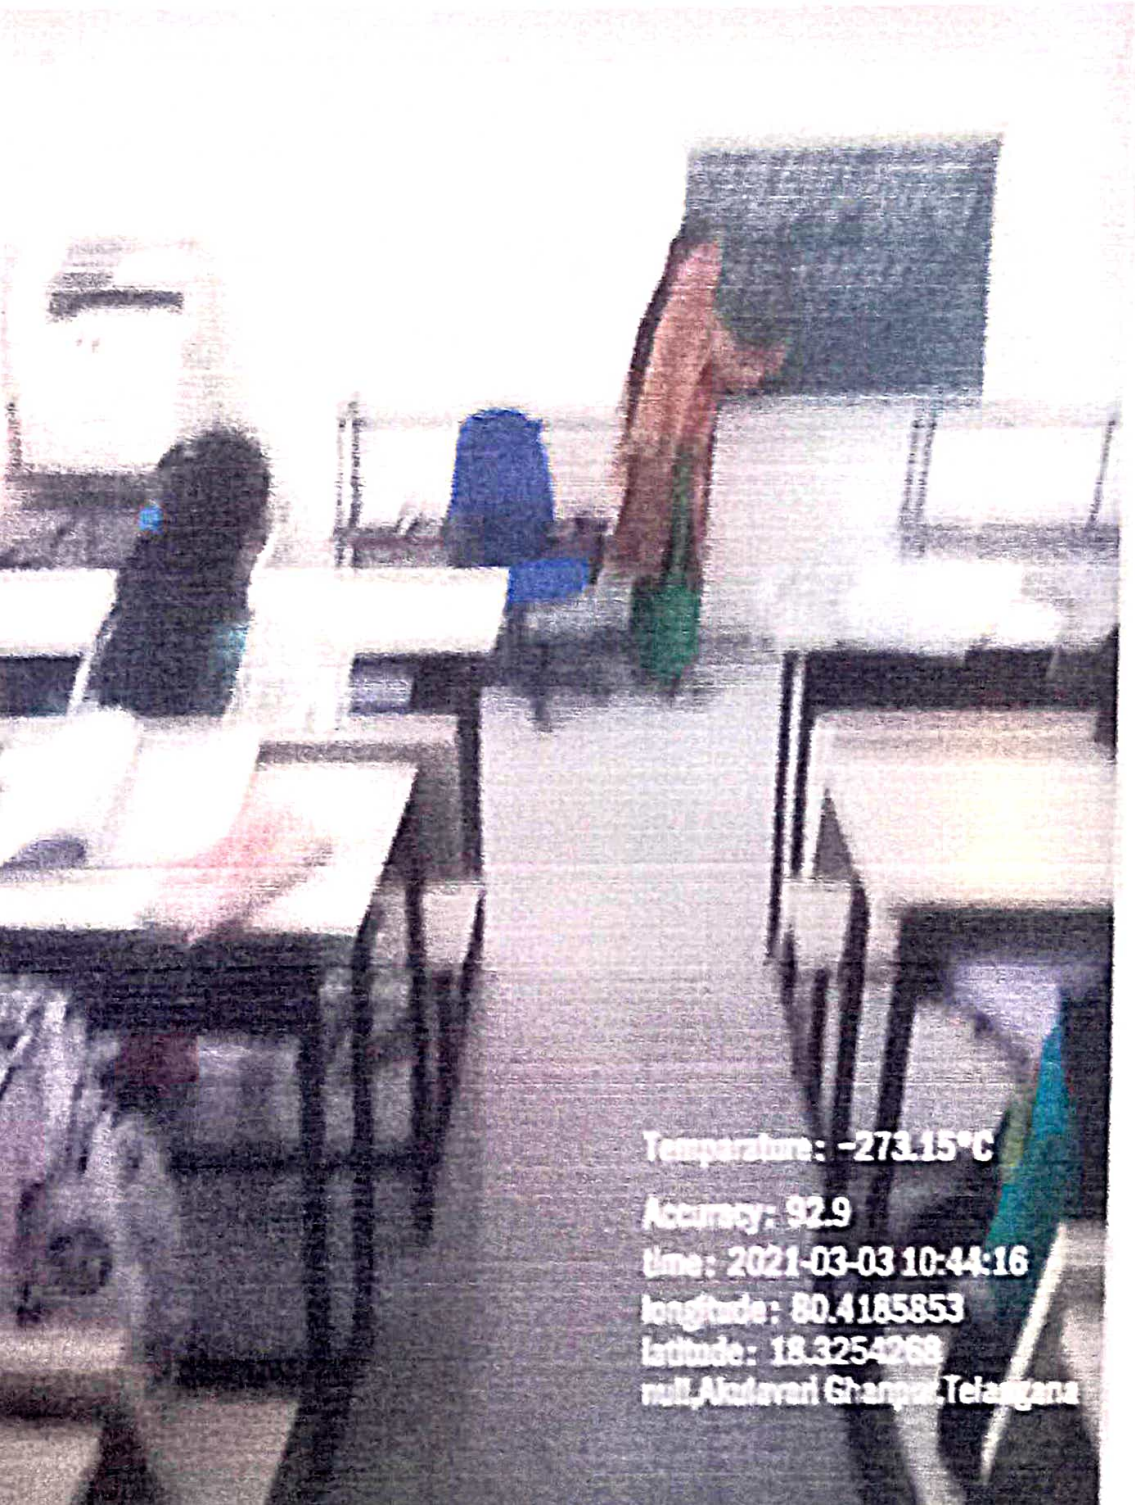 Temparature: -273.15°C
Accuracy: 92.9
time: 2021-03-03 10:44:16
longitude: 80.4185853
latitude: 18.3254268
null, Ghanpur,Telangana